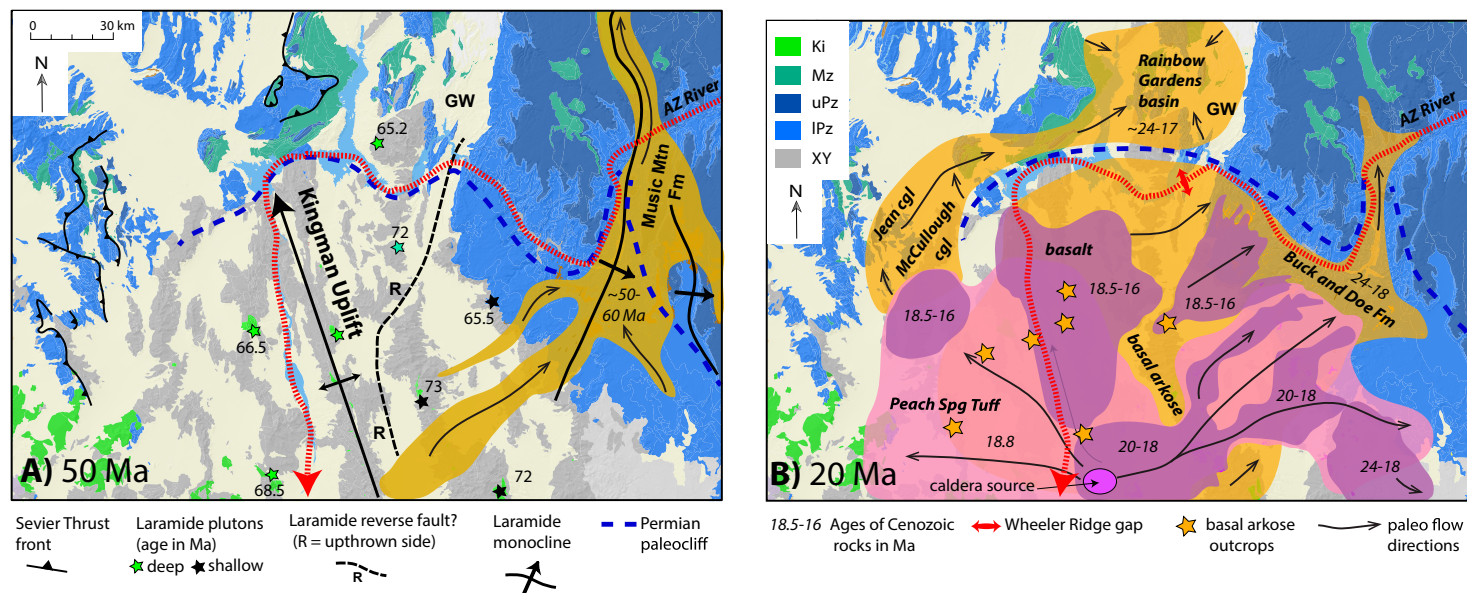 0 30 km
N
GW
65.2
AZ River
Kingman Uplift
Music Mtn
Fm
72
R
~50-
60 Ma
65.5
66.5
73
R
72
68.5
A) 50 Ma
Sevier Thrust
front
Laramide plutons
(age in Ma)
deep
shallow
Laramide reverse fault?
(R = upthrown side)
R
Laramide
monocline
Permian
paleocliff
Ki
Mz
uPz
lPz
XY
N
Rainbow
Gardens
basin
GW
~24-17
AZ River
Jean cgl
McCullough
cgl
basalt
18.5-16
18.5-16
18.5-16
Buck and Doe Fm
24-18
basal arkose
Peach Spg Tuff
18.8
20-18
20-18
24-18
caldera source
B) 20 Ma
18.5-16 Ages of Cenozoic
rocks in Ma
Wheeler Ridge gap
basal arkose
outcrops
paleo flow
directions